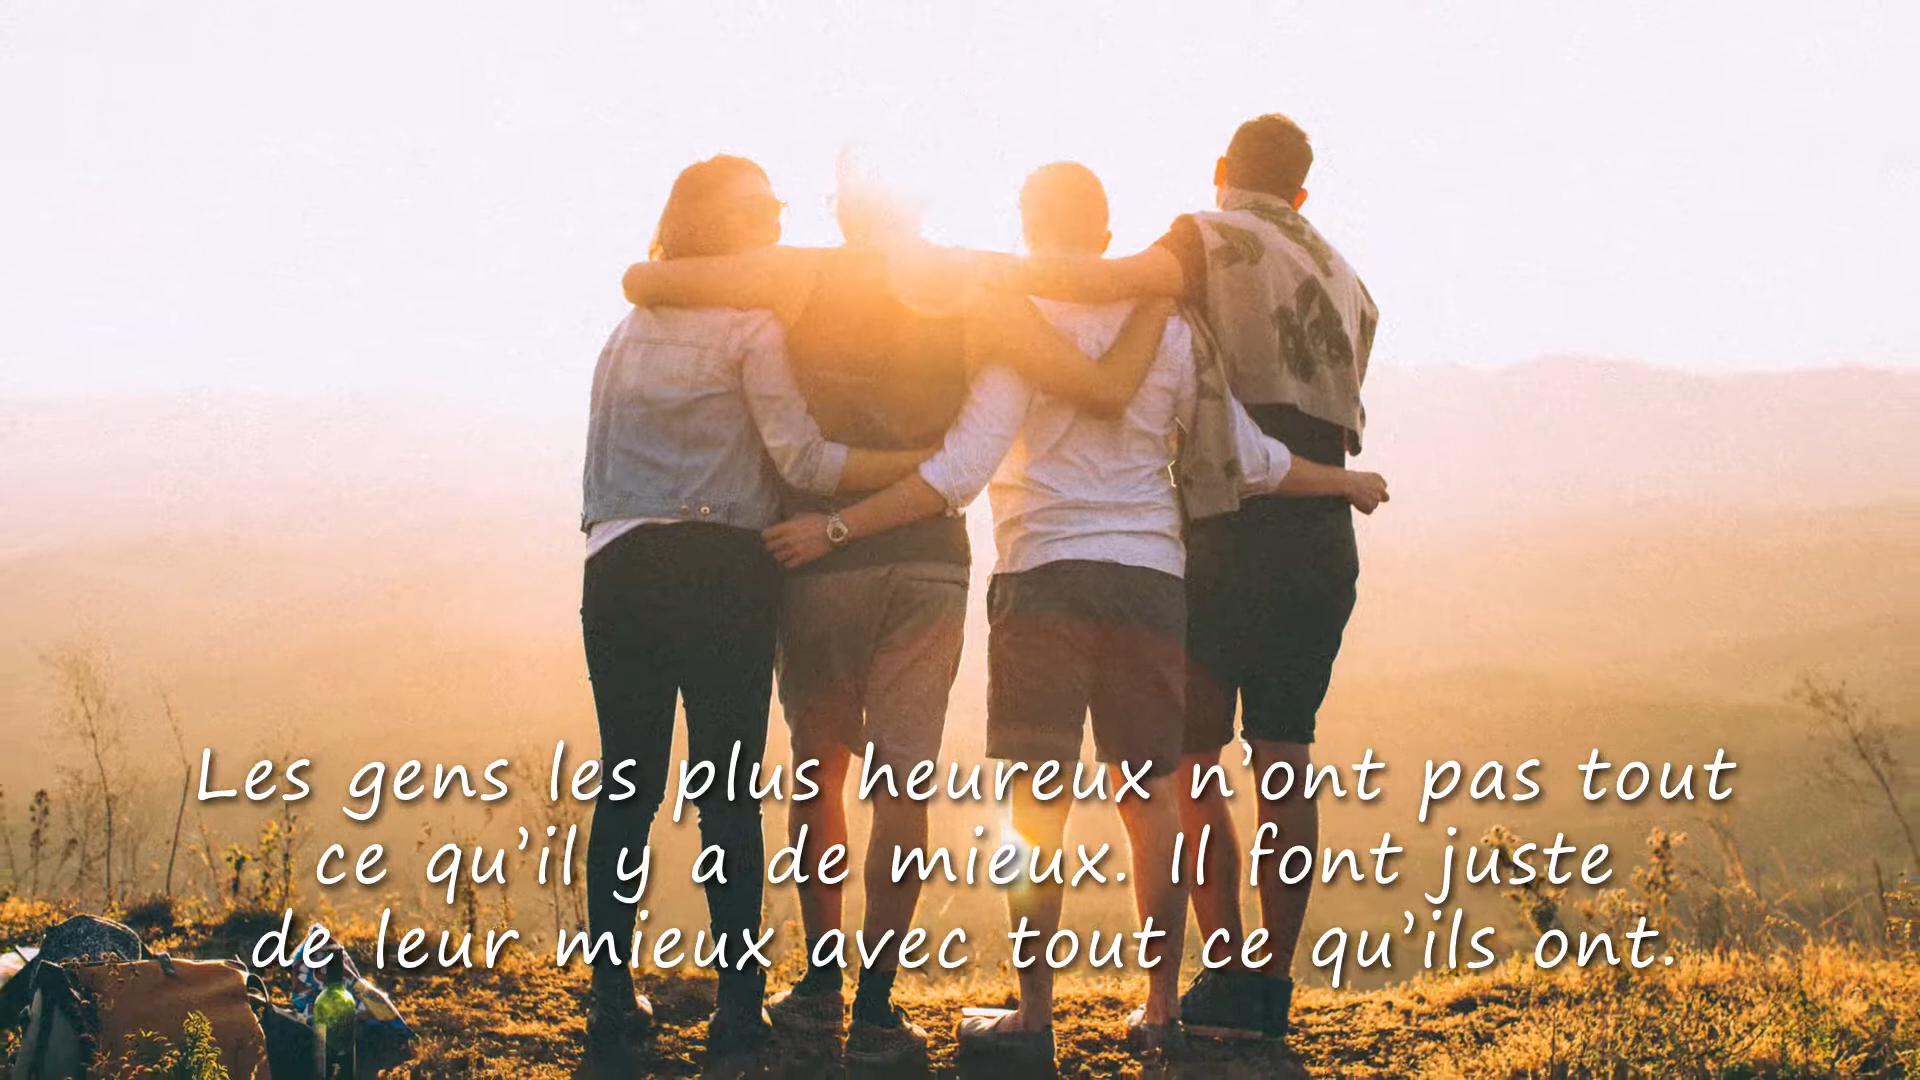 Les gens les plus heureux n’ont pas tout
ce qu’il y a de mieux. Il font juste
de leur mieux avec tout ce qu’ils ont.